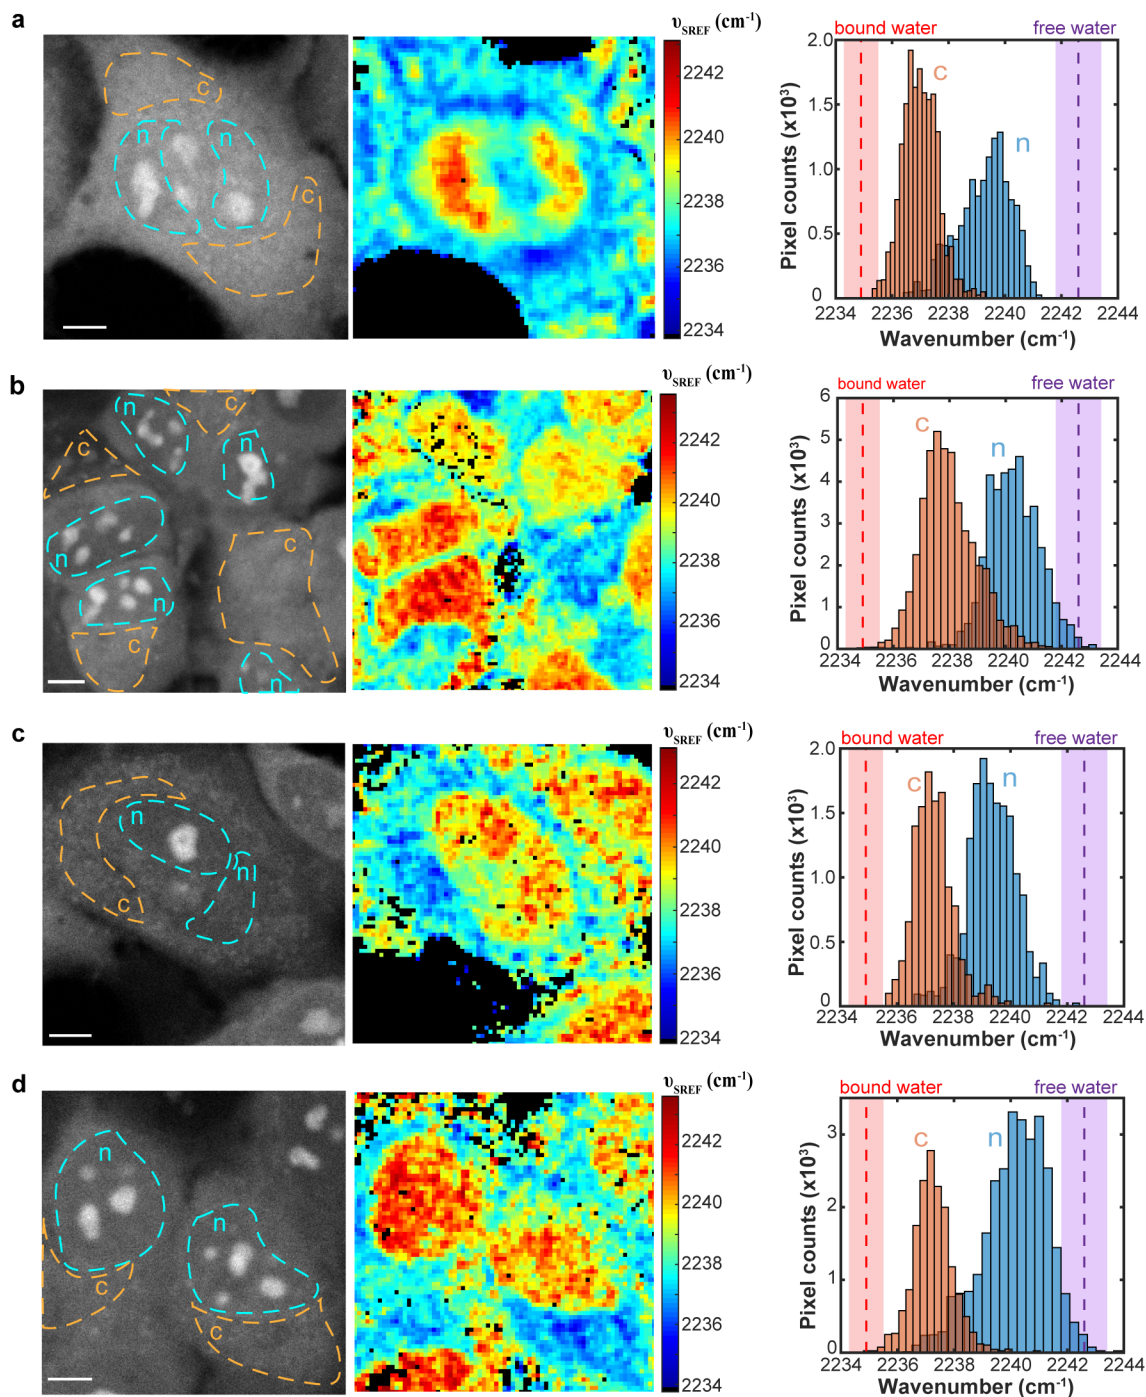 a
c
n
n
c
υSREF (cm⁻¹)
2242
2240
2238
2236
2234
bound water
free water
2.0
1.5
1.0
0.5
0
Pixel counts (x10³)
c
n
2234 2236 2238 2240 2242 2244
Wavenumber (cm⁻¹)
b
n
c
c
n
n
c
n
c
n
υSREF (cm⁻¹)
2242
2240
2238
2236
2234
bound water
free water
6
5
4
3
2
1
0
Pixel counts (x10³)
c
n
2234 2236 2238 2240 2242 2244
Wavenumber (cm⁻¹)
c
n
n
c
υSREF (cm⁻¹)
2242
2240
2238
2236
2234
bound water
free water
2.0
1.5
1.0
0.5
0
Pixel counts (x10³)
c
n
2234 2236 2238 2240 2242 2244
Wavenumber (cm⁻¹)
d
n
n
c
c
υSREF (cm⁻¹)
2242
2240
2238
2236
2234
bound water
free water
3
2
1
0
Pixel counts (x10³)
c
n
2234 2236 2238 2240 2242 2244
Wavenumber (cm⁻¹)